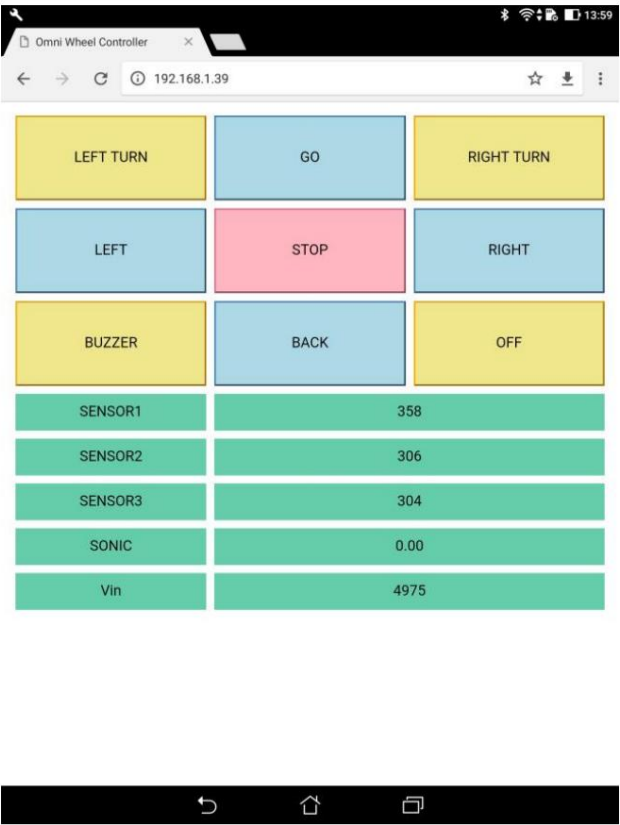 13:59
Omni Wheel Controller
192.168.1.39
LEFT TURN GO RIGHT TURN
LEFT STOP RIGHT
BUZZER BACK OFF
SENSOR1 358
SENSOR2 306
SENSOR3 304
SONIC 0.00
Vin 4975